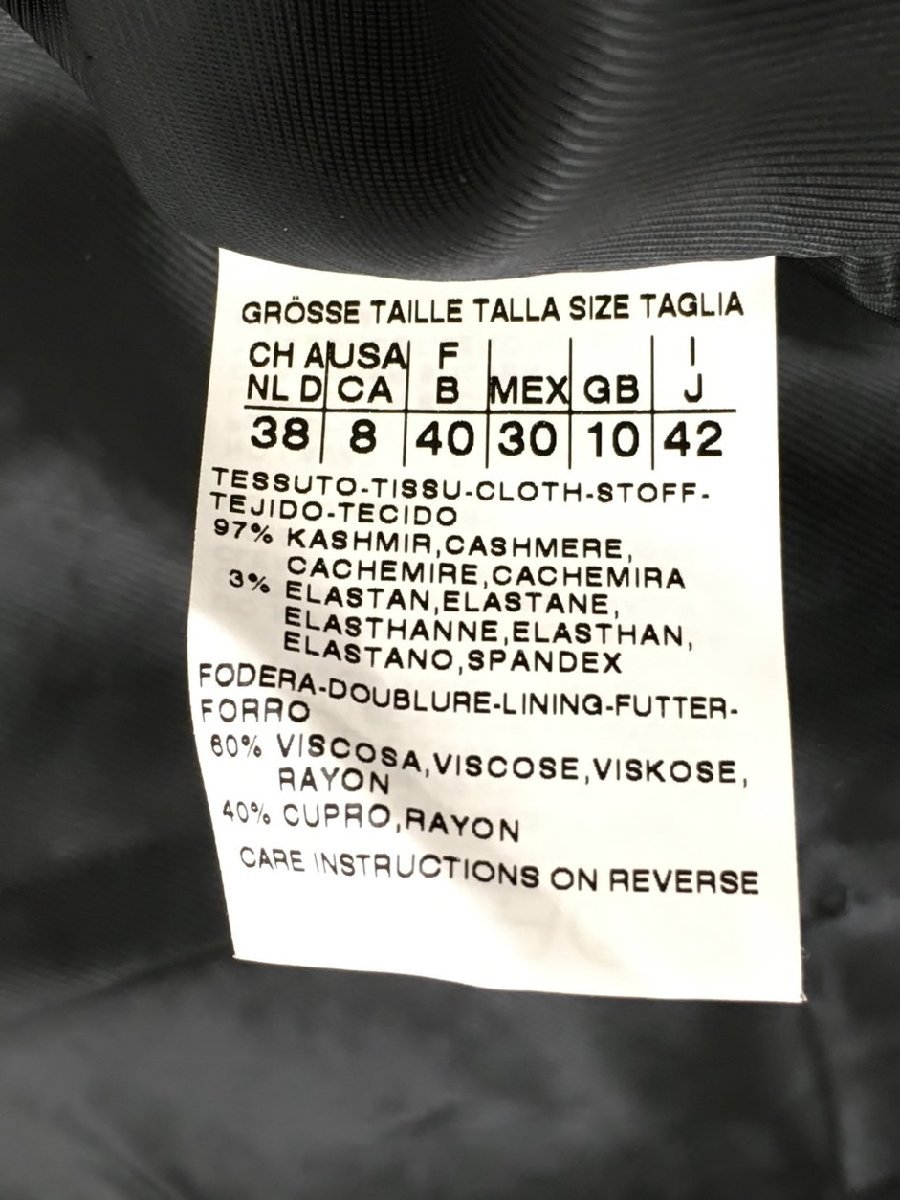 GRÖSSE TAILLE TALLA SIZE TAGLIA
CH A USA F I
NL D CA B MEX GB J
38 8 40 30 10 42
TESSUTO-TISSU-CLOTH-STOFF-
TEJIDO-TECIDO
97% KASHMIR,CASHMERE,
CACHEMIRE,CACHEMIRA
3% ELASTAN,ELASTANE,
ELASTHANNE,ELASTHAN,
ELASTANO,SPANDEX
FODERA-DOUBLURE-LINING-FUTTER-
FORRO
60% VISCOSA,VISCOSE,VISKOSE,
RAYON
40% CUPRO,RAYON
CARE INSTRUCTIONS ON REVERSE